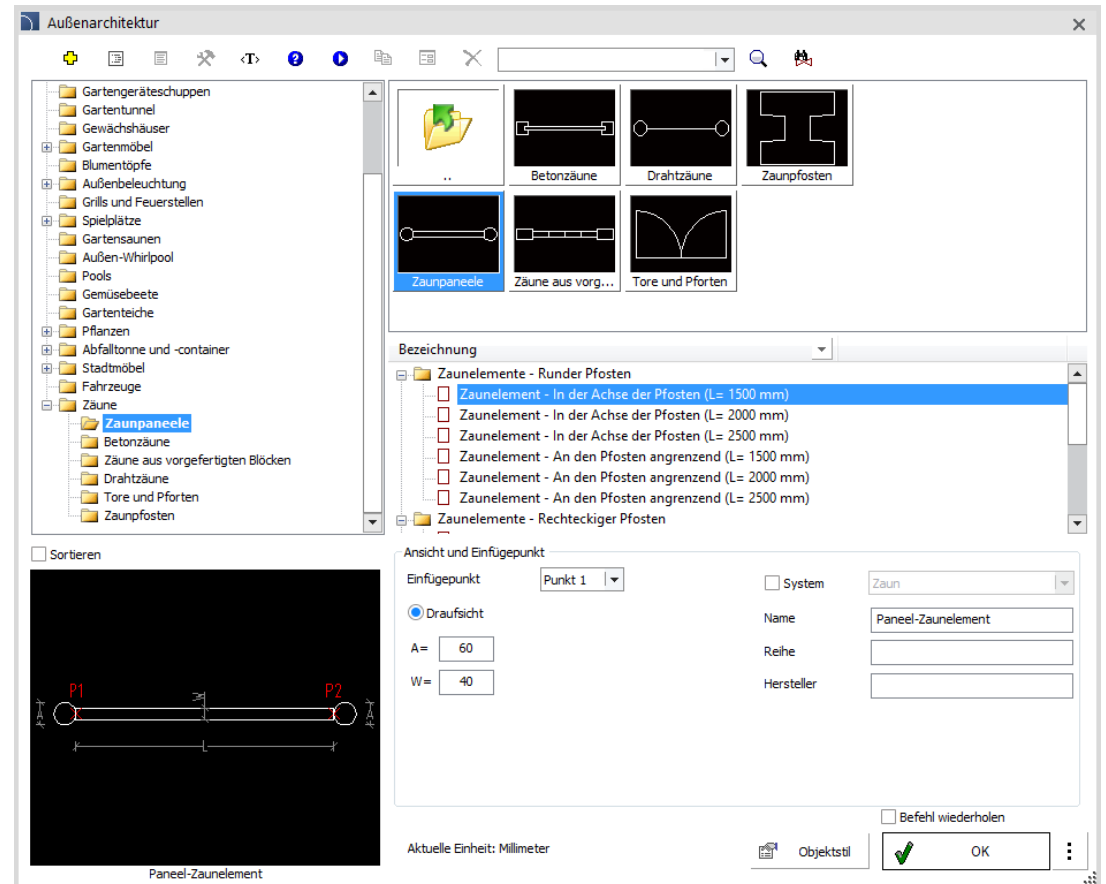 Außenarchitektur
‹T›
Gartengeräteschuppen
Gartentunnel
Gewächshäuser
Gartenmöbel
Blumentöpfe
Außenbeleuchtung
Grills und Feuerstellen
Spielplätze
Gartensaunen
Außen-Whirlpool
Pools
Gemüsebeete
Gartenteiche
Pflanzen
Abfalltonne und -container
Stadtmöbel
Fahrzeuge
Zäune
Zaunpaneele
Betonzäune
Zäune aus vorgefertigten Blöcken
Drahtzäune
Tore und Pforten
Zaunpfosten
..
Betonzäune
Drahtzäune
Zaunpfosten
Zaunpaneele
Zäune aus vorg...
Tore und Pforten
Bezeichnung
Zaunelemente - Runder Pfosten
Zaunelement - In der Achse der Pfosten (L= 1500 mm)
Zaunelement - In der Achse der Pfosten (L= 2000 mm)
Zaunelement - In der Achse der Pfosten (L= 2500 mm)
Zaunelement - An den Pfosten angrenzend (L= 1500 mm)
Zaunelement - An den Pfosten angrenzend (L= 2000 mm)
Zaunelement - An den Pfosten angrenzend (L= 2500 mm)
Zaunelemente - Rechteckiger Pfosten
Sortieren
P1
P2
W
A
A
L
Paneel-Zaunelement
Ansicht und Einfügepunkt
Einfügepunkt Punkt 1
Draufsicht
A= 60
W= 40
System Zaun
Name Paneel-Zaunelement
Reihe
Hersteller
Befehl wiederholen
Aktuelle Einheit: Millimeter
Objektstil
OK